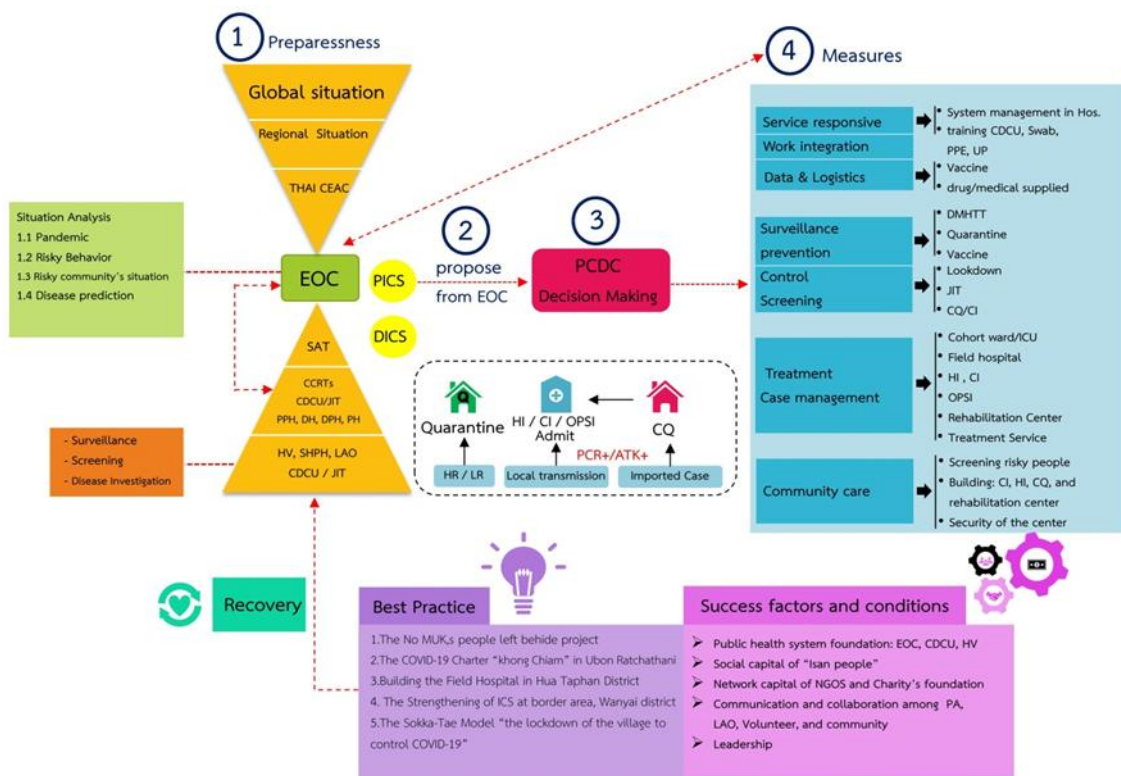 1 Preparessness
Global situation
Regional Situation
THAI CEAC
Situation Analysis
1.1 Pandemic
1.2 Risky Behavior
1.3 Risky community's situation
1.4 Disease prediction
EOC
PICS
DICS
SAT
CCRTs
CDCU/JIT
PPH, DH, DPH, PH
HV, SHPH, LAO
CDCU / JIT
- Surveillance
- Screening
- Disease Investigation
2
propose
from EOC
3
PCDC
Decision Making
Q
Quarantine
HI / CI / OPSI
Admit
CQ
PCR+/ATK+
HR / LR
Local transmission
Imported Case
4 Measures
Service responsive
Work integration
Data & Logistics
• System management in Hos.
• training CDCU, Swab,
PPE, UP
• Vaccine
• drug/medical supplied
Surveillance
prevention
Control
Screening
• DMHTT
• Quarantine
• Vaccine
• Lookdown
• JIT
• CQ/CI
Treatment
Case management
• Cohort ward/ICU
• Field hospital
• HI , CI
• OPSI
• Rehabilitation Center
• Treatment Service
Community care
• Screening risky people
• Building: CI, HI, CQ, and
rehabilitation center
• Security of the center
Recovery
Best Practice
1.The No MUK,s people left behide project
2.The COVID-19 Charter “khong Chiam” in Ubon Ratchathani
3.Building the Field Hospital in Hua Taphan District
4. The Strengthening of ICS at border area, Wanyai district
5.The Sokka-Tae Model “the lockdown of the village to
control COVID-19”
Success factors and conditions
➢ Public health system foundation: EOC, CDCU, HV
➢ Social capital of “Isan people”
➢ Network capital of NGOS and Charity’s foundation
➢ Communication and collaboration among PA,
LAO, Volunteer, and community
➢ Leadership